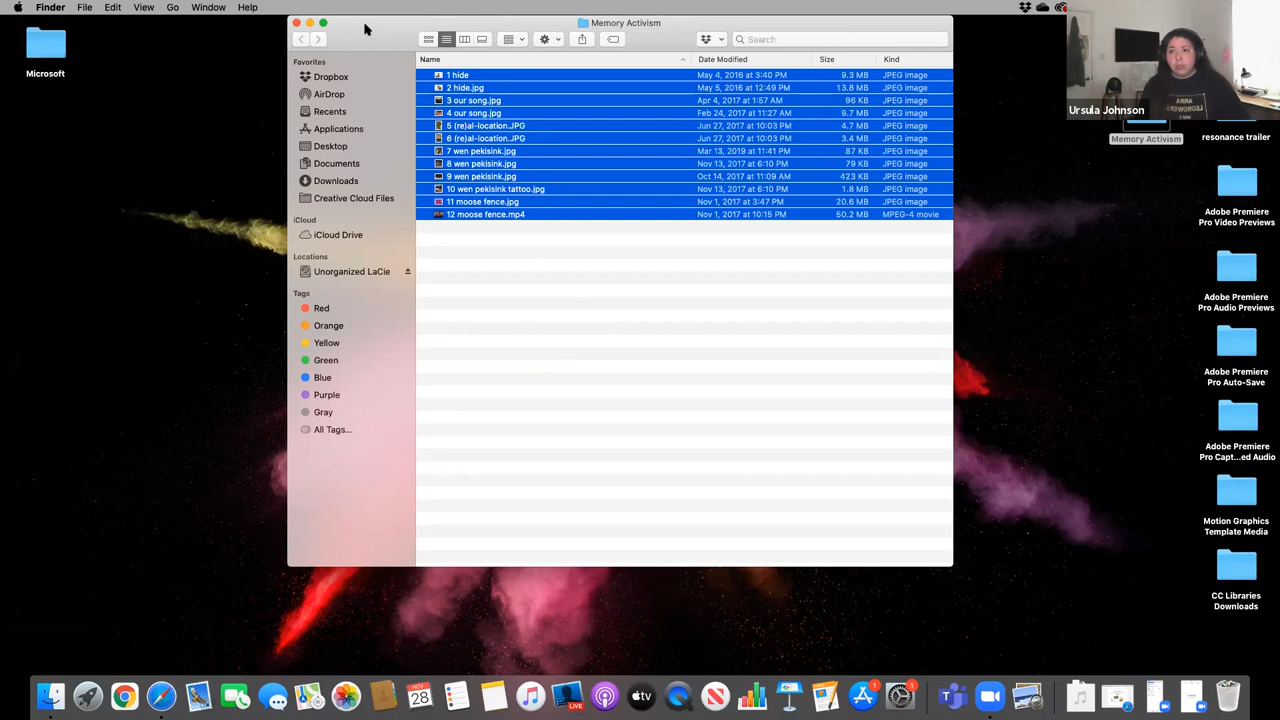 Finder File Edit View Go Window Help
Memory Activism
Search
Microsoft
Favorites
Dropbox
AirDrop
Recents
Applications
Desktop
Documents
Downloads
Creative Cloud Files
iCloud
iCloud Drive
Locations
Unorganized LaCie
Tags
Red
Orange
Yellow
Green
Blue
Purple
Gray
All Tags...
Name Date Modified Size Kind
1 hide May 4, 2016 at 3:40 PM 9.3 MB JPEG image
2 hide.jpg May 5, 2016 at 12:49 PM 13.8 MB JPEG image
3 our song.jpg Apr 4, 2017 at 1:57 AM 96 KB JPEG image
4 our song.jpg Feb 24, 2017 at 11:27 AM 9.7 MB JPEG image
5 (re)al-location.JPG Jun 27, 2017 at 10:03 PM 4.7 MB JPEG image
6 (re)al-location.JPG Jun 27, 2017 at 10:03 PM 3.4 MB JPEG image
7 wen pekisink.jpg Mar 13, 2019 at 11:41 PM 87 KB JPEG image
8 wen pekisink.jpg Nov 13, 2017 at 6:10 PM 79 KB JPEG image
9 wen pekisink.jpg Oct 14, 2017 at 11:09 AM 423 KB JPEG image
10 wen pekisink tattoo.jpg Nov 13, 2017 at 6:10 PM 1.8 MB JPEG image
11 moose fence.jpg Nov 1, 2017 at 3:47 PM 20.6 MB JPEG image
12 moose fence.mp4 Nov 1, 2017 at 10:15 PM 50.2 MB MPEG-4 movie
Ursula Johnson
ANNA
LEONOWENS
Memory Activism
resonance trailer
Adobe Premiere
Pro Video Previews
Adobe Premiere
Pro Audio Previews
Adobe Premiere
Pro Auto-Save
Adobe Premiere
Pro Capt...ed Audio
Motion Graphics
Template Media
CC Libraries
Downloads
NOV
28
LIVE
tv
1
1